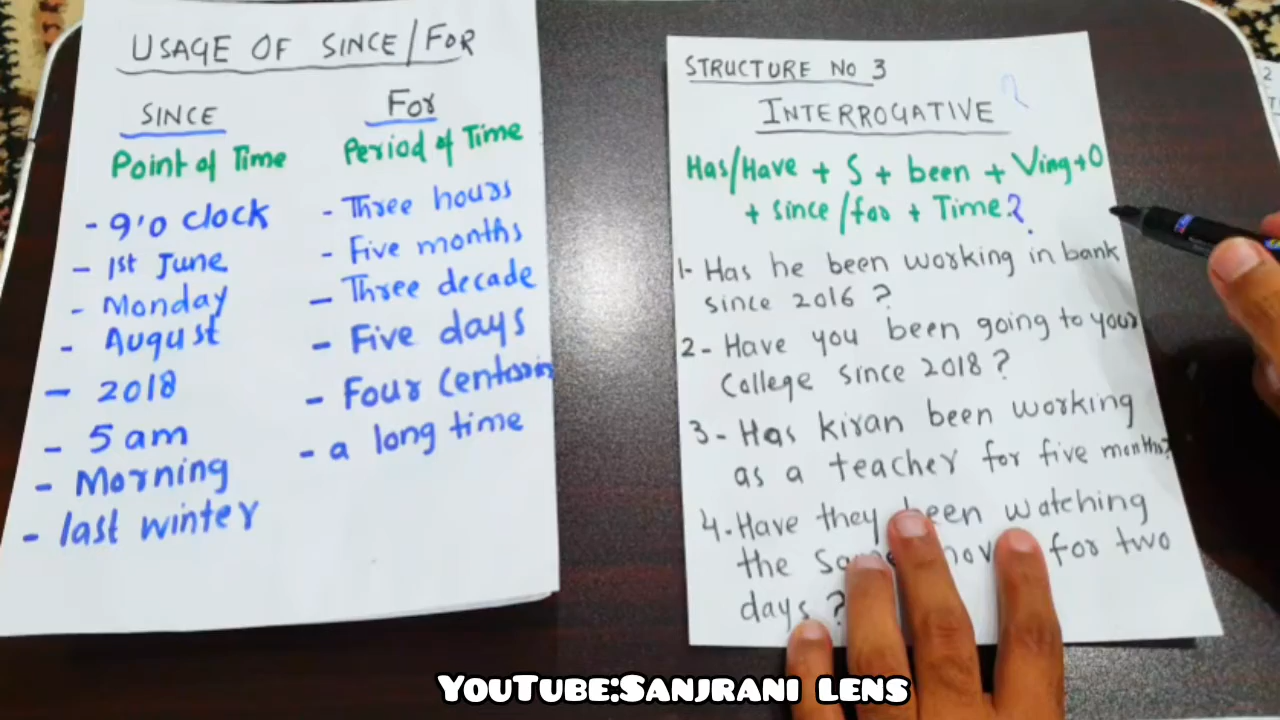 USAGE OF SINCE/FOR
SINCE
Point of Time
- 9'o clock
- 1st June
- Monday
- August
- 2018
- 5 am
- Morning
- last winter
For
Period of Time
- Three hours
- Five months
- Three decade
- Five days
- Four
- a long time
STRUCTURE NO 3
INTERROGATIVE ?
Has/Have + S + been + Ving+O
+ since/for + Time?
1- Has he been working in bank
since 2016 ?
2- Have you been going to your
College since 2018 ?
3- Has kiran been working
as a teacher for five months?
4- Have they been watching
the for two
days ?
YOUTUBE:SANJRANI LENS